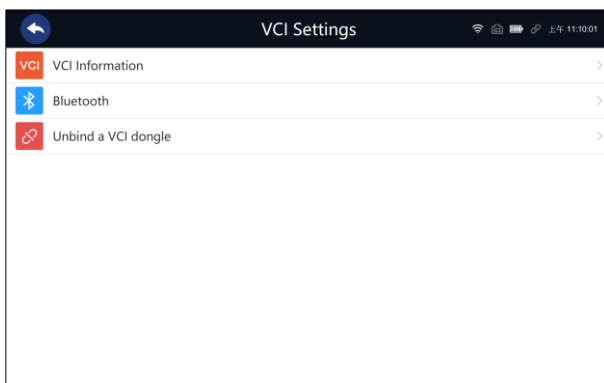 VCI Settings
上午 11:10:01
VCI VCI Information
Bluetooth
Unbind a VCI dongle